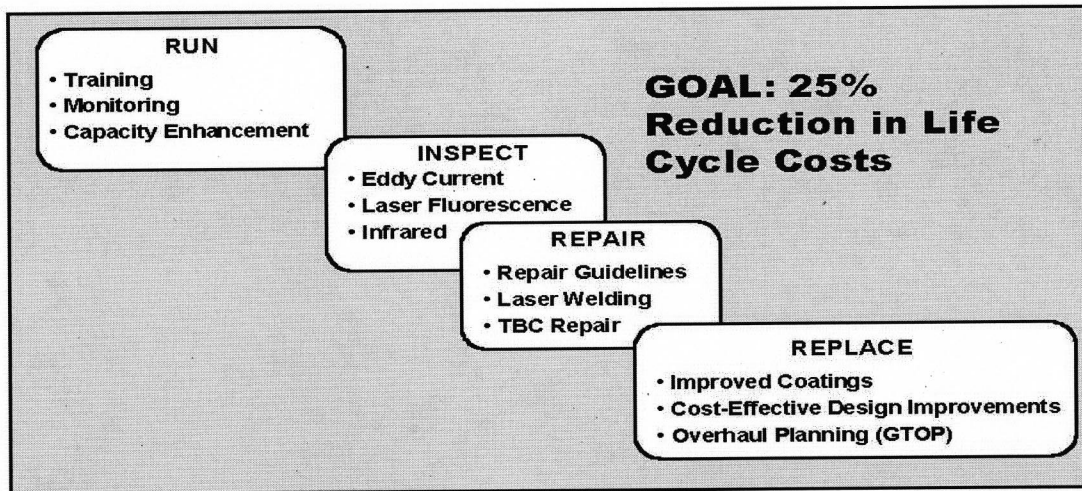 RUN
• Training
• Monitoring
• Capacity Enhancement
GOAL: 25%
Reduction in Life
Cycle Costs
INSPECT
• Eddy Current
• Laser Fluorescence
• Infrared
REPAIR
• Repair Guidelines
• Laser Welding
• TBC Repair
REPLACE
• Improved Coatings
• Cost-Effective Design Improvements
• Overhaul Planning (GTOP)